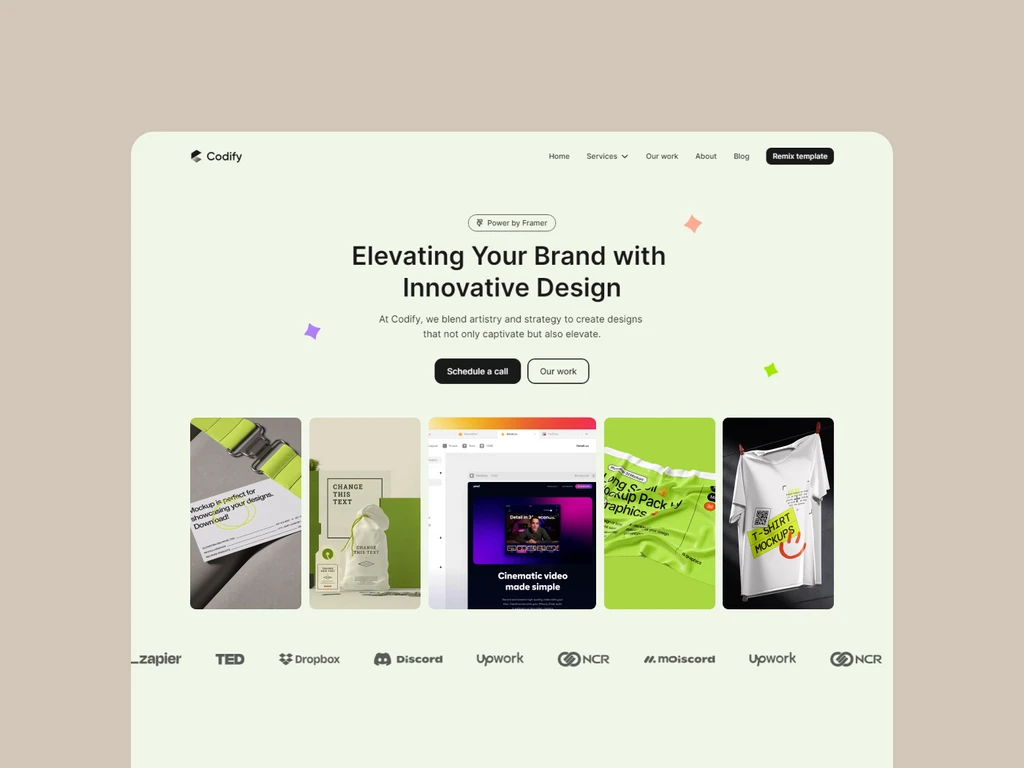 Codify
Home
Services
Our work
About
Blog
Remix template
Power by Framer
Elevating Your Brand with
Innovative Design
At Codify, we blend artistry and strategy to create designs
that not only captivate but also elevate.
Schedule a call
Our work
Mockup is perfect for
showcasing your designs.
Download!
CHANGE
THIS
TEXT
CHANGE
THIS TEXT
Cinematic video
made simple
Mockup Pack
T-SHIRT
MOCKUPS
zapier
TED
Dropbox
Discord
Upwork
NCR
Upwork
NCR